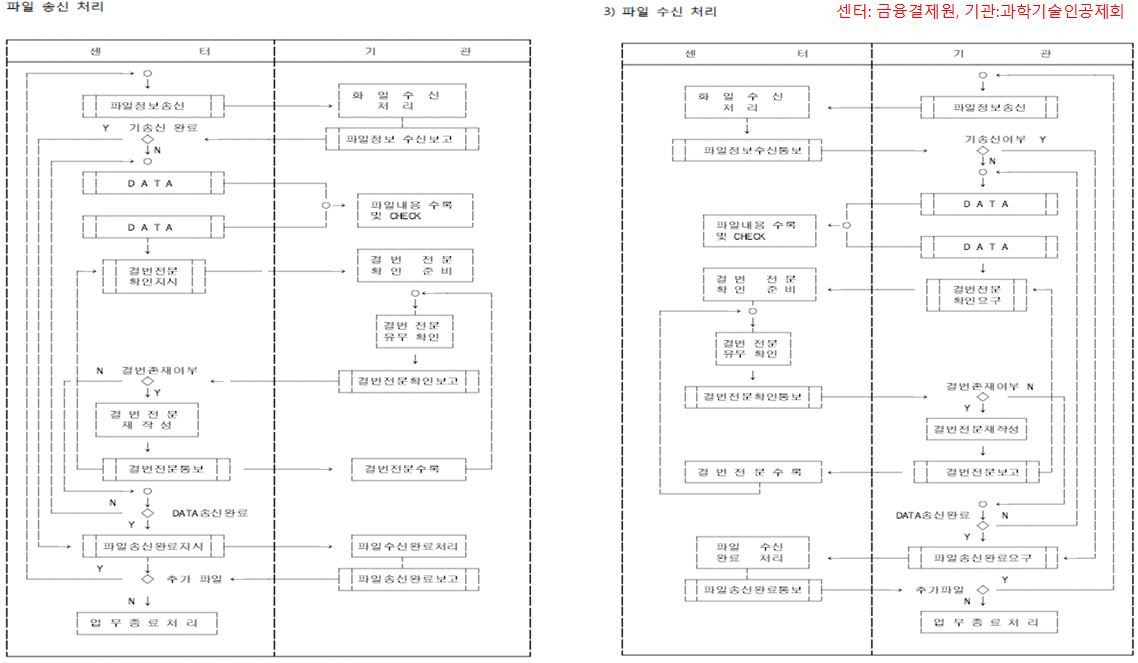 파일 송신 처리
센 터
기 관
파일정보송신
화 일 수 신
처 리
Y 기송신 완료
파일정보 수신보고
N
D A T A
파일내용 수록
및 CHECK
D A T A
결번전문
확인지시
결 번 전 문
확 인 준 비
결번 전문
유무 확인
N 결번존재여부
결번전문확인보고
Y
결 번 전 문
재 작 성
결번전문통보
결번전문수록
N
DATA송신완료
Y
파일송신완료지시
파일수신완료처리
Y
추가 파일
파일송신완료보고
N
업 무 종 료 처 리
3) 파일 수신 처리
센터: 금융결제원, 기관:과학기술인공제회
센 터
기 관
화 일 수 신
처 리
파일정보송신
파일정보수신통보
기송신여부 Y
N
D A T A
파일내용 수록
및 CHECK
D A T A
결 번 전 문
확 인 준 비
결번전문
확인요구
결번 전문
유무 확인
결번존재여부 N
결번전문확인통보
Y
결번전문재작성
결 번 전 문 수 록
결번전문보고
DATA송신완료 N
Y
파일 수신
완료 처리
파일송신완료요구
Y
파일송신완료통보
추가파일
N
업 무 종 료 처 리